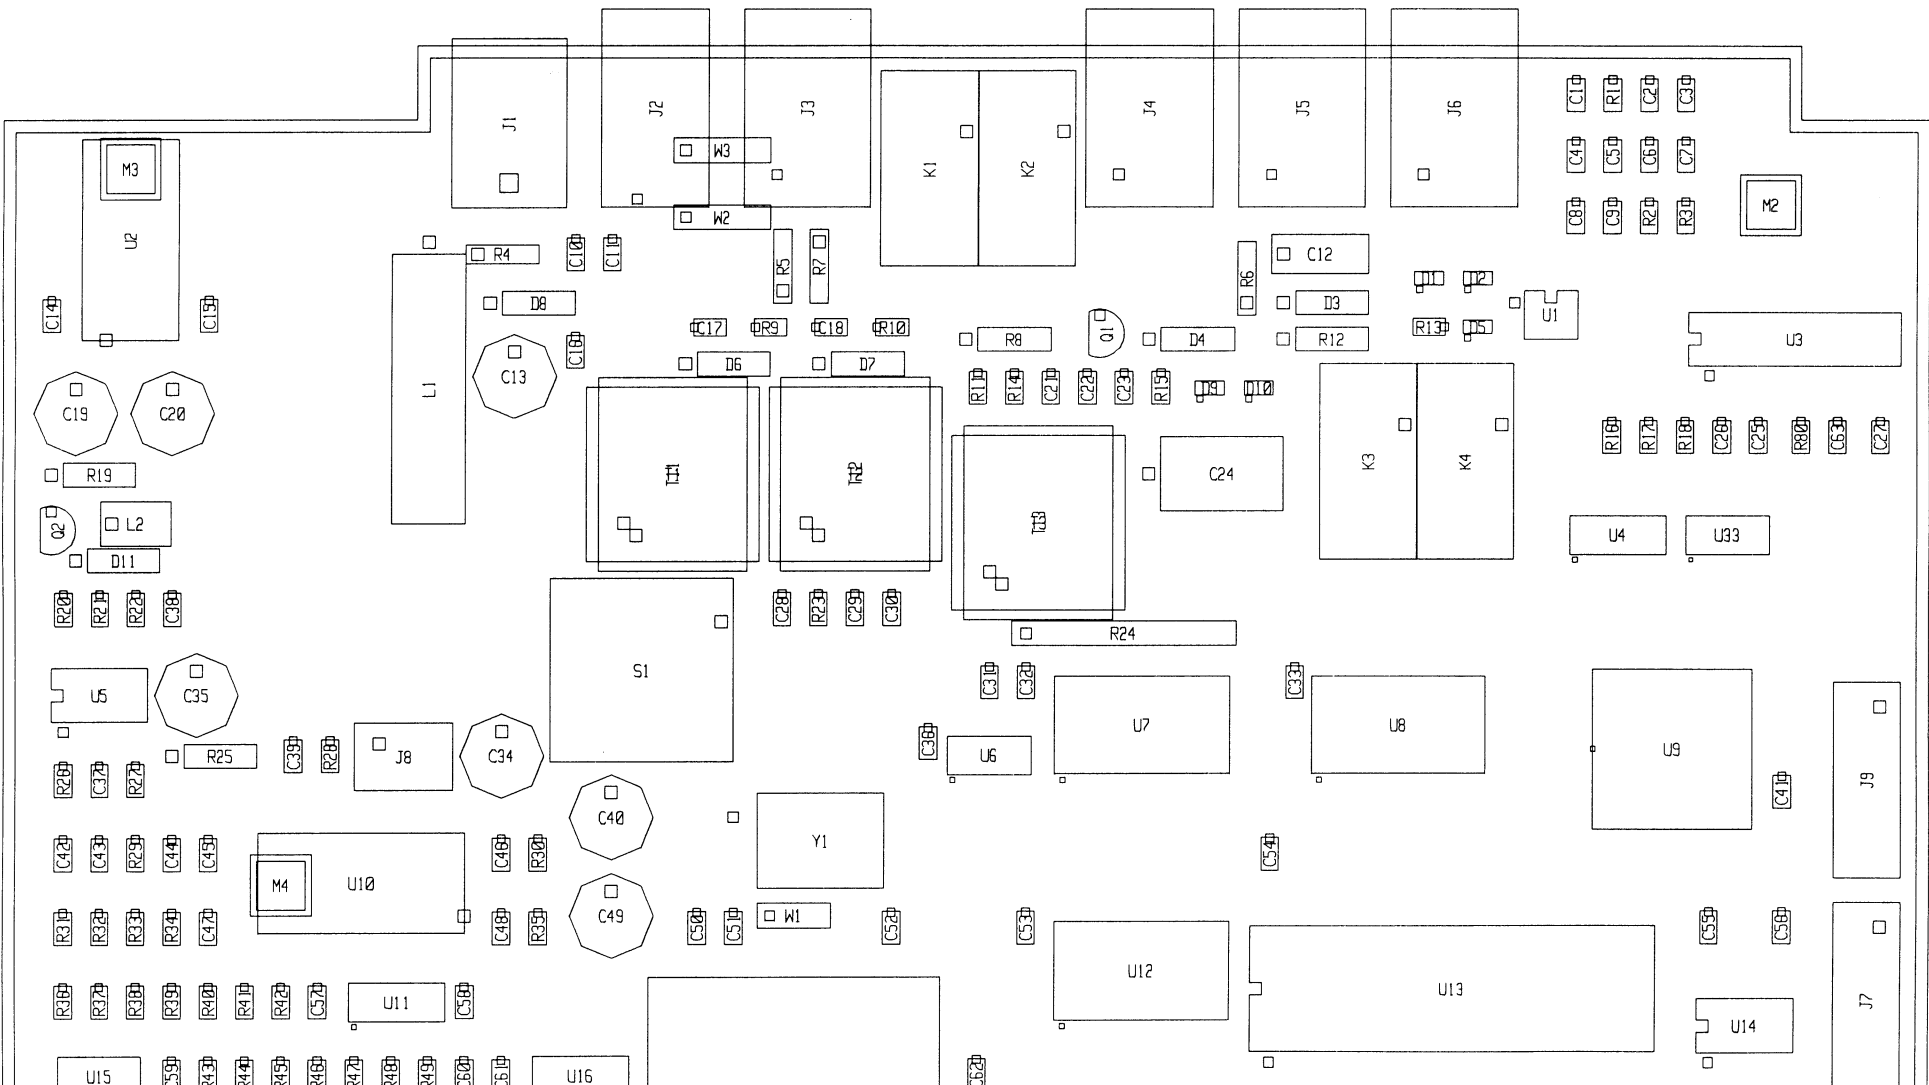 C1 R1 C2 C3
J1 J2 J3 J4 J5 J6
W3
C4 C5 C6 C7
M3 K1 K2
M2
C8 C9 R2 R3
W2
U2
R4 C10 C11 R5 R7 R6 C12
D1 D2
C14 C15 D8 D3
U1
C17 R9 C18 R10 R13 D5
C16 R8 Q1 D4 R12 U3
D6 D7
C13 L1
R11 R14 C21 C22 C23 R15 D9 D10
C19 C20
R16 R17 R18 C26 C25 R80 C63 C27
R19 C24 K3 K4
Q2 L2
U4 U33
D11
R20 R21 R22 C38 C28 R23 C29 C30
R24
S1
C31 C32 C33
U5 C35
U7 U8
C39 R28 J8 C34 C36 U6 U9
R25
R26 C37 R27 J9
C41
C40
Y1
C42 C43 R29 C44 C45 C46 R30 C54
M4 U10
C49 W1
R31 R32 R33 R34 C47 C48 R35 C50 C51 C52 C53 C55 C56
U12
U13
R36 R37 R38 R39 R40 R41 R42 C57 U11 C58 J7
U14
U15 C59 R43 R44 R45 R46 R47 R48 R49 C60 C61 U16 C62